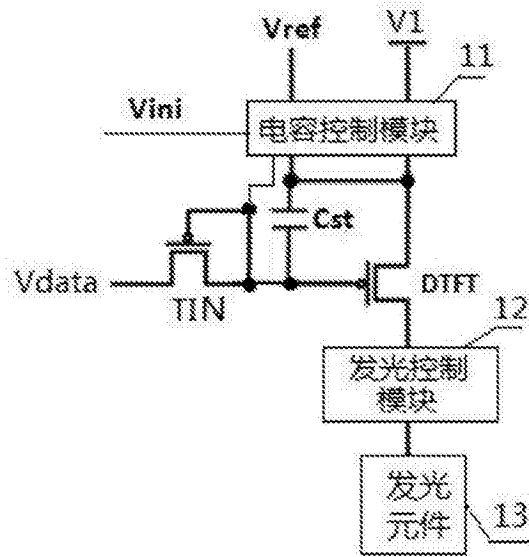 Vref
V1
11
Vini
电容控制模块
Cst
Vdata
TIN
DTFT
12
发光控制
模块
发光
元件
13